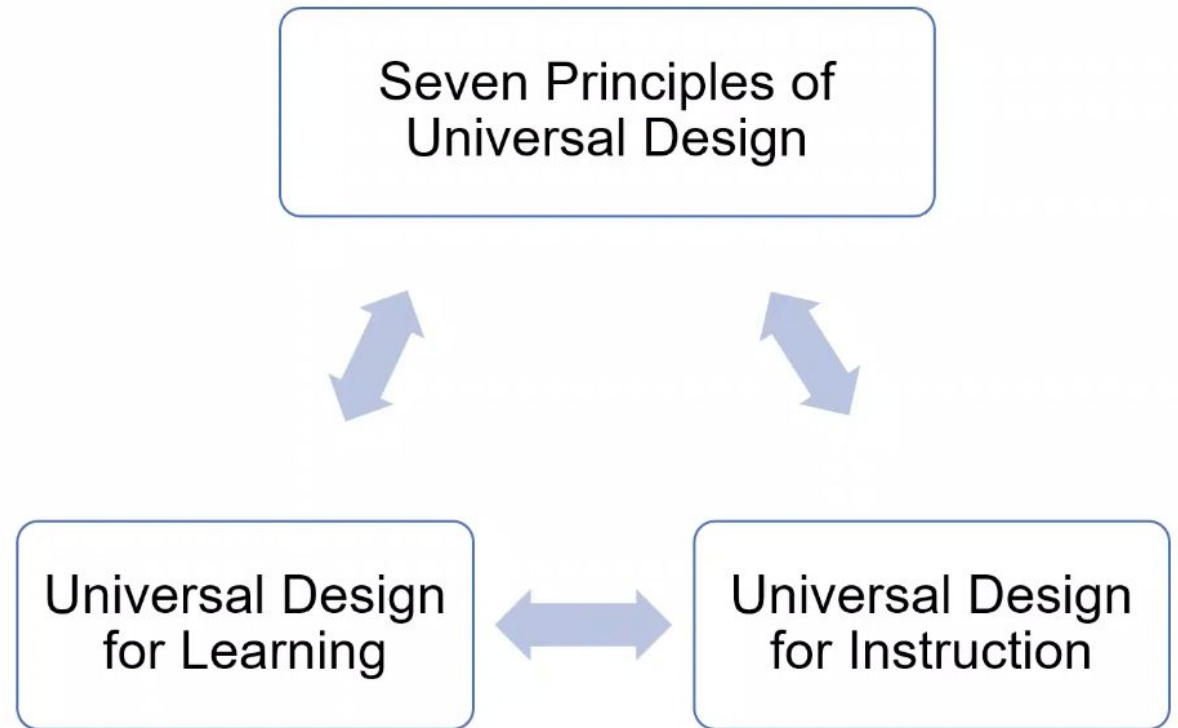 Seven Principles of
Universal Design
Universal Design
for Learning
Universal Design
for Instruction